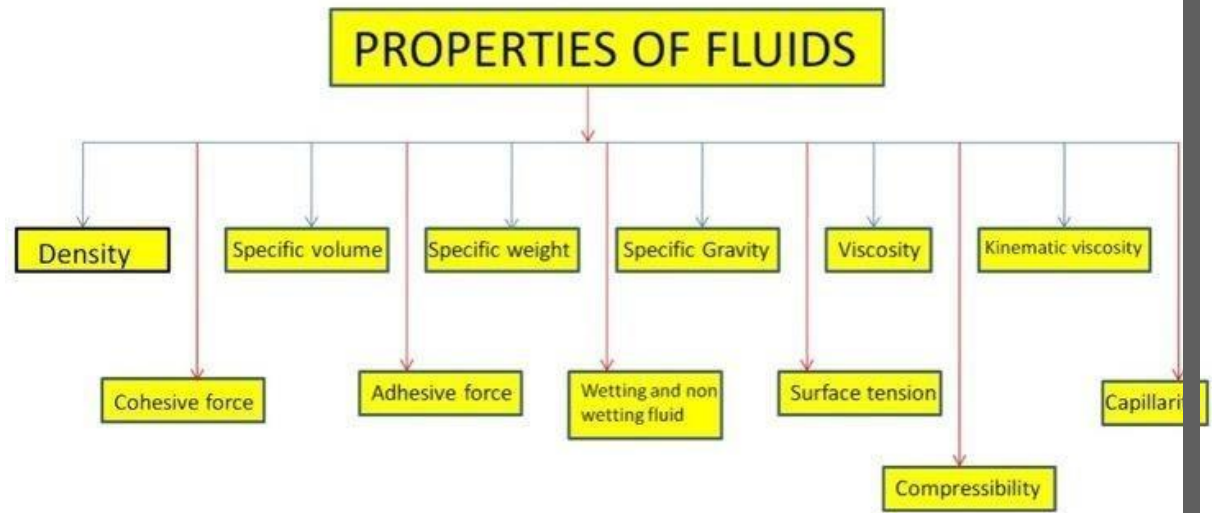 PROPERTIES OF FLUIDS
Density
Specific volume
Specific weight
Specific Gravity
Viscosity
Kinematic viscosity
Cohesive force
Adhesive force
Wetting and non
wetting fluid
Surface tension
Compressibility